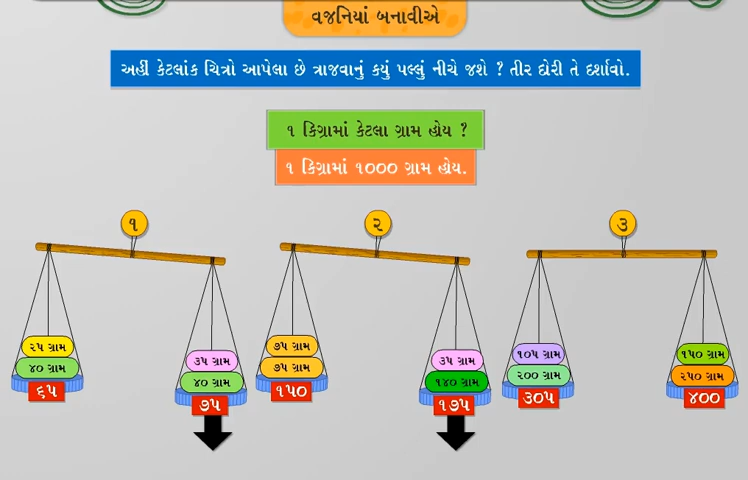 વજનિયાં બનાવીએ
અહીં કેટલાંક ચિત્રો આપેલા છે ત્રાજવાનું કયું પલ્લું નીચે જશે ? તીર દોરી તે દર્શાવો.
૧ કિગ્રામાં કેટલા ગ્રામ હોય ?
૧ કિગ્રામાં ૧૦૦૦ ગ્રામ હોય.
૧
૨૫ ગ્રામ
૪૦ ગ્રામ
૬૫
૩૫ ગ્રામ
૪૦ ગ્રામ
૭૫
૨
૭૫ ગ્રામ
૭૫ ગ્રામ
૧૫૦
૩૫ ગ્રામ
૧૪૦ ગ્રામ
૧૭૫
૩
૧૦૫ ગ્રામ
૨૦૦ ગ્રામ
૩૦૫
૧૫૦ ગ્રામ
૨૫૦ ગ્રામ
૪૦૦